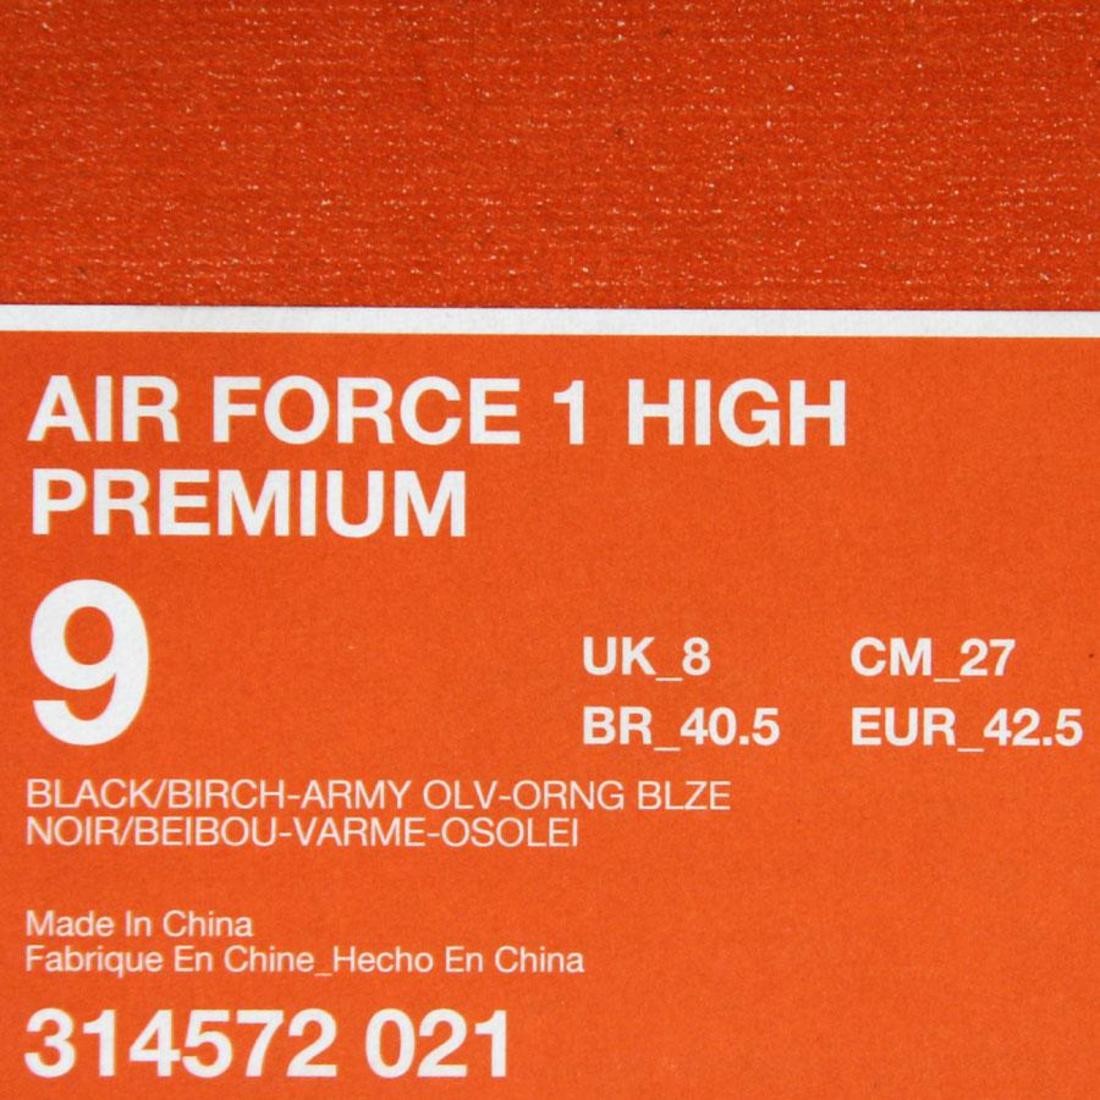 AIR FORCE 1 HIGH
PREMIUM
9
UK_8 CM_27
BR_40.5 EUR_42.5
BLACK/BIRCH-ARMY OLV-ORNG BLZE
NOIR/BEIBOU-VARME-OSOLEI
Made In China
Fabrique En Chine_Hecho En China
314572 021